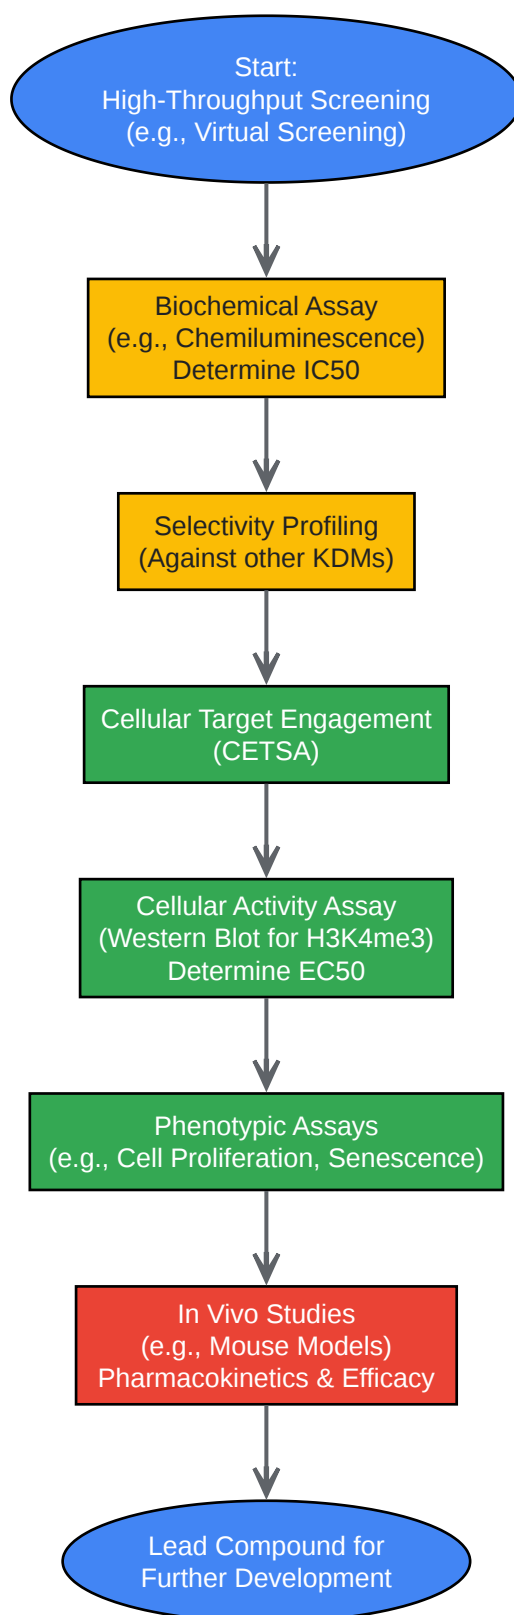 Start:
High-Throughput Screening
(e.g., Virtual Screening)
Biochemical Assay
(e.g., Chemiluminescence)
Determine IC50
Selectivity Profiling
(Against other KDMs)
Cellular Target Engagement
(CETSA)
Cellular Activity Assay
(Western Blot for H3K4me3)
Determine EC50
Phenotypic Assays
(e.g., Cell Proliferation, Senescence)
In Vivo Studies
(e.g., Mouse Models)
Pharmacokinetics & Efficacy
Lead Compound for
Further Development